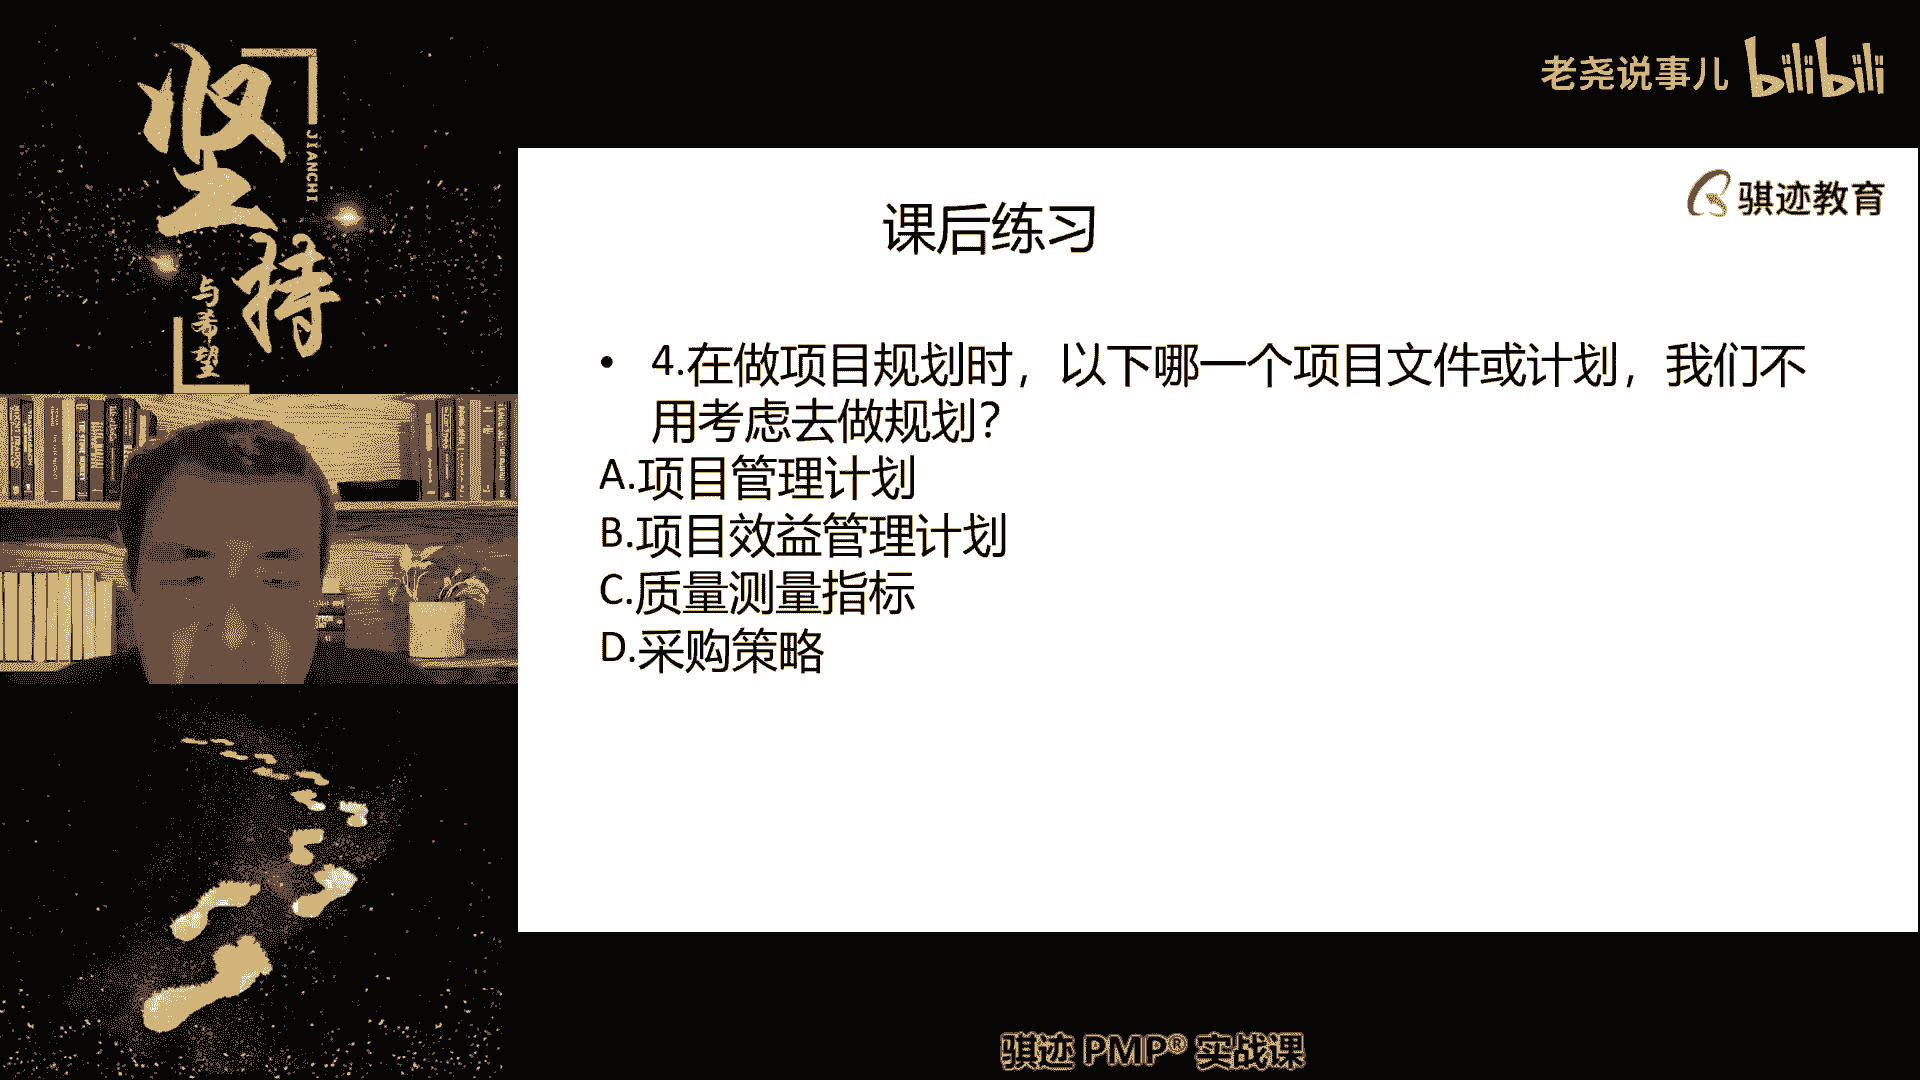 坚持
JIANCHI
与希望
老尧说事儿 bilibili
骐迹教育
课后练习
• 4.在做项目规划时，以下哪一个项目文件或计划，我们不
用考虑去做规划？
A.项目管理计划
B.项目效益管理计划
C.质量测量指标
D.采购策略
骐迹 PMP® 实战课